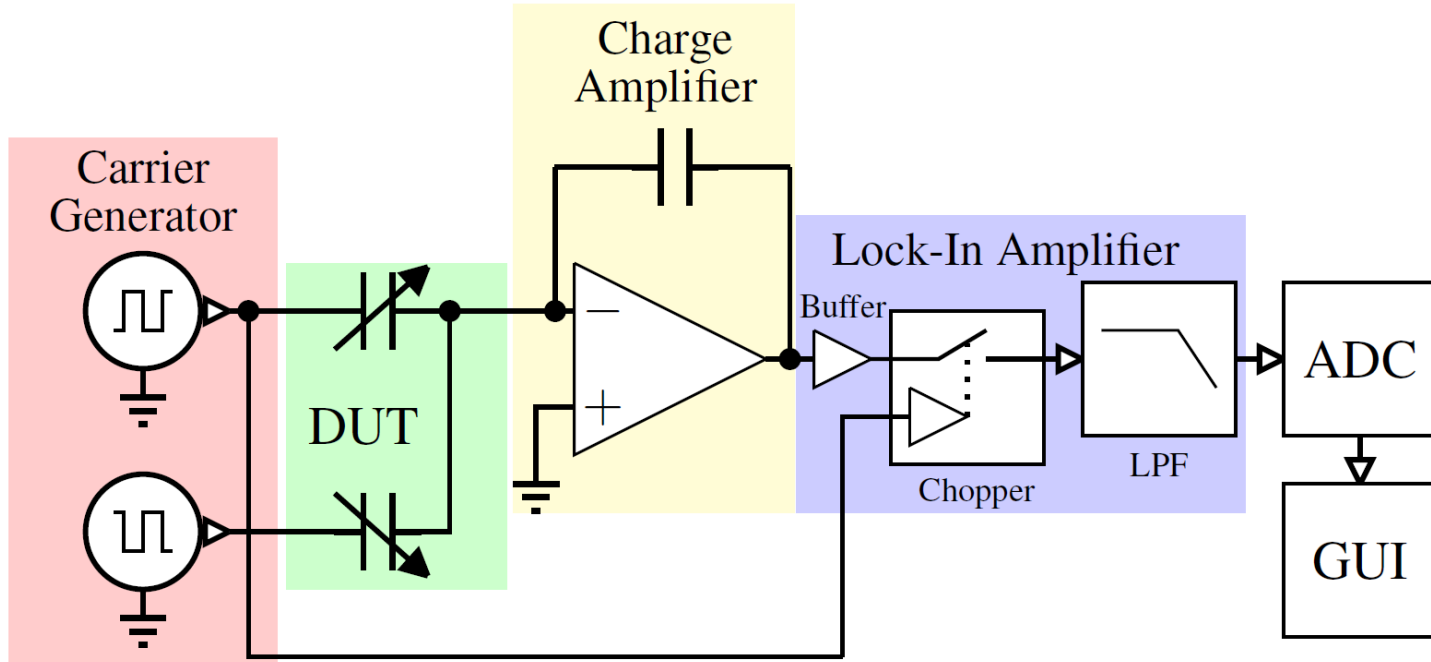 Charge
Amplifier
Carrier
Generator
Lock-In Amplifier
Buffer
−
+
DUT
ADC
LPF
Chopper
GUI